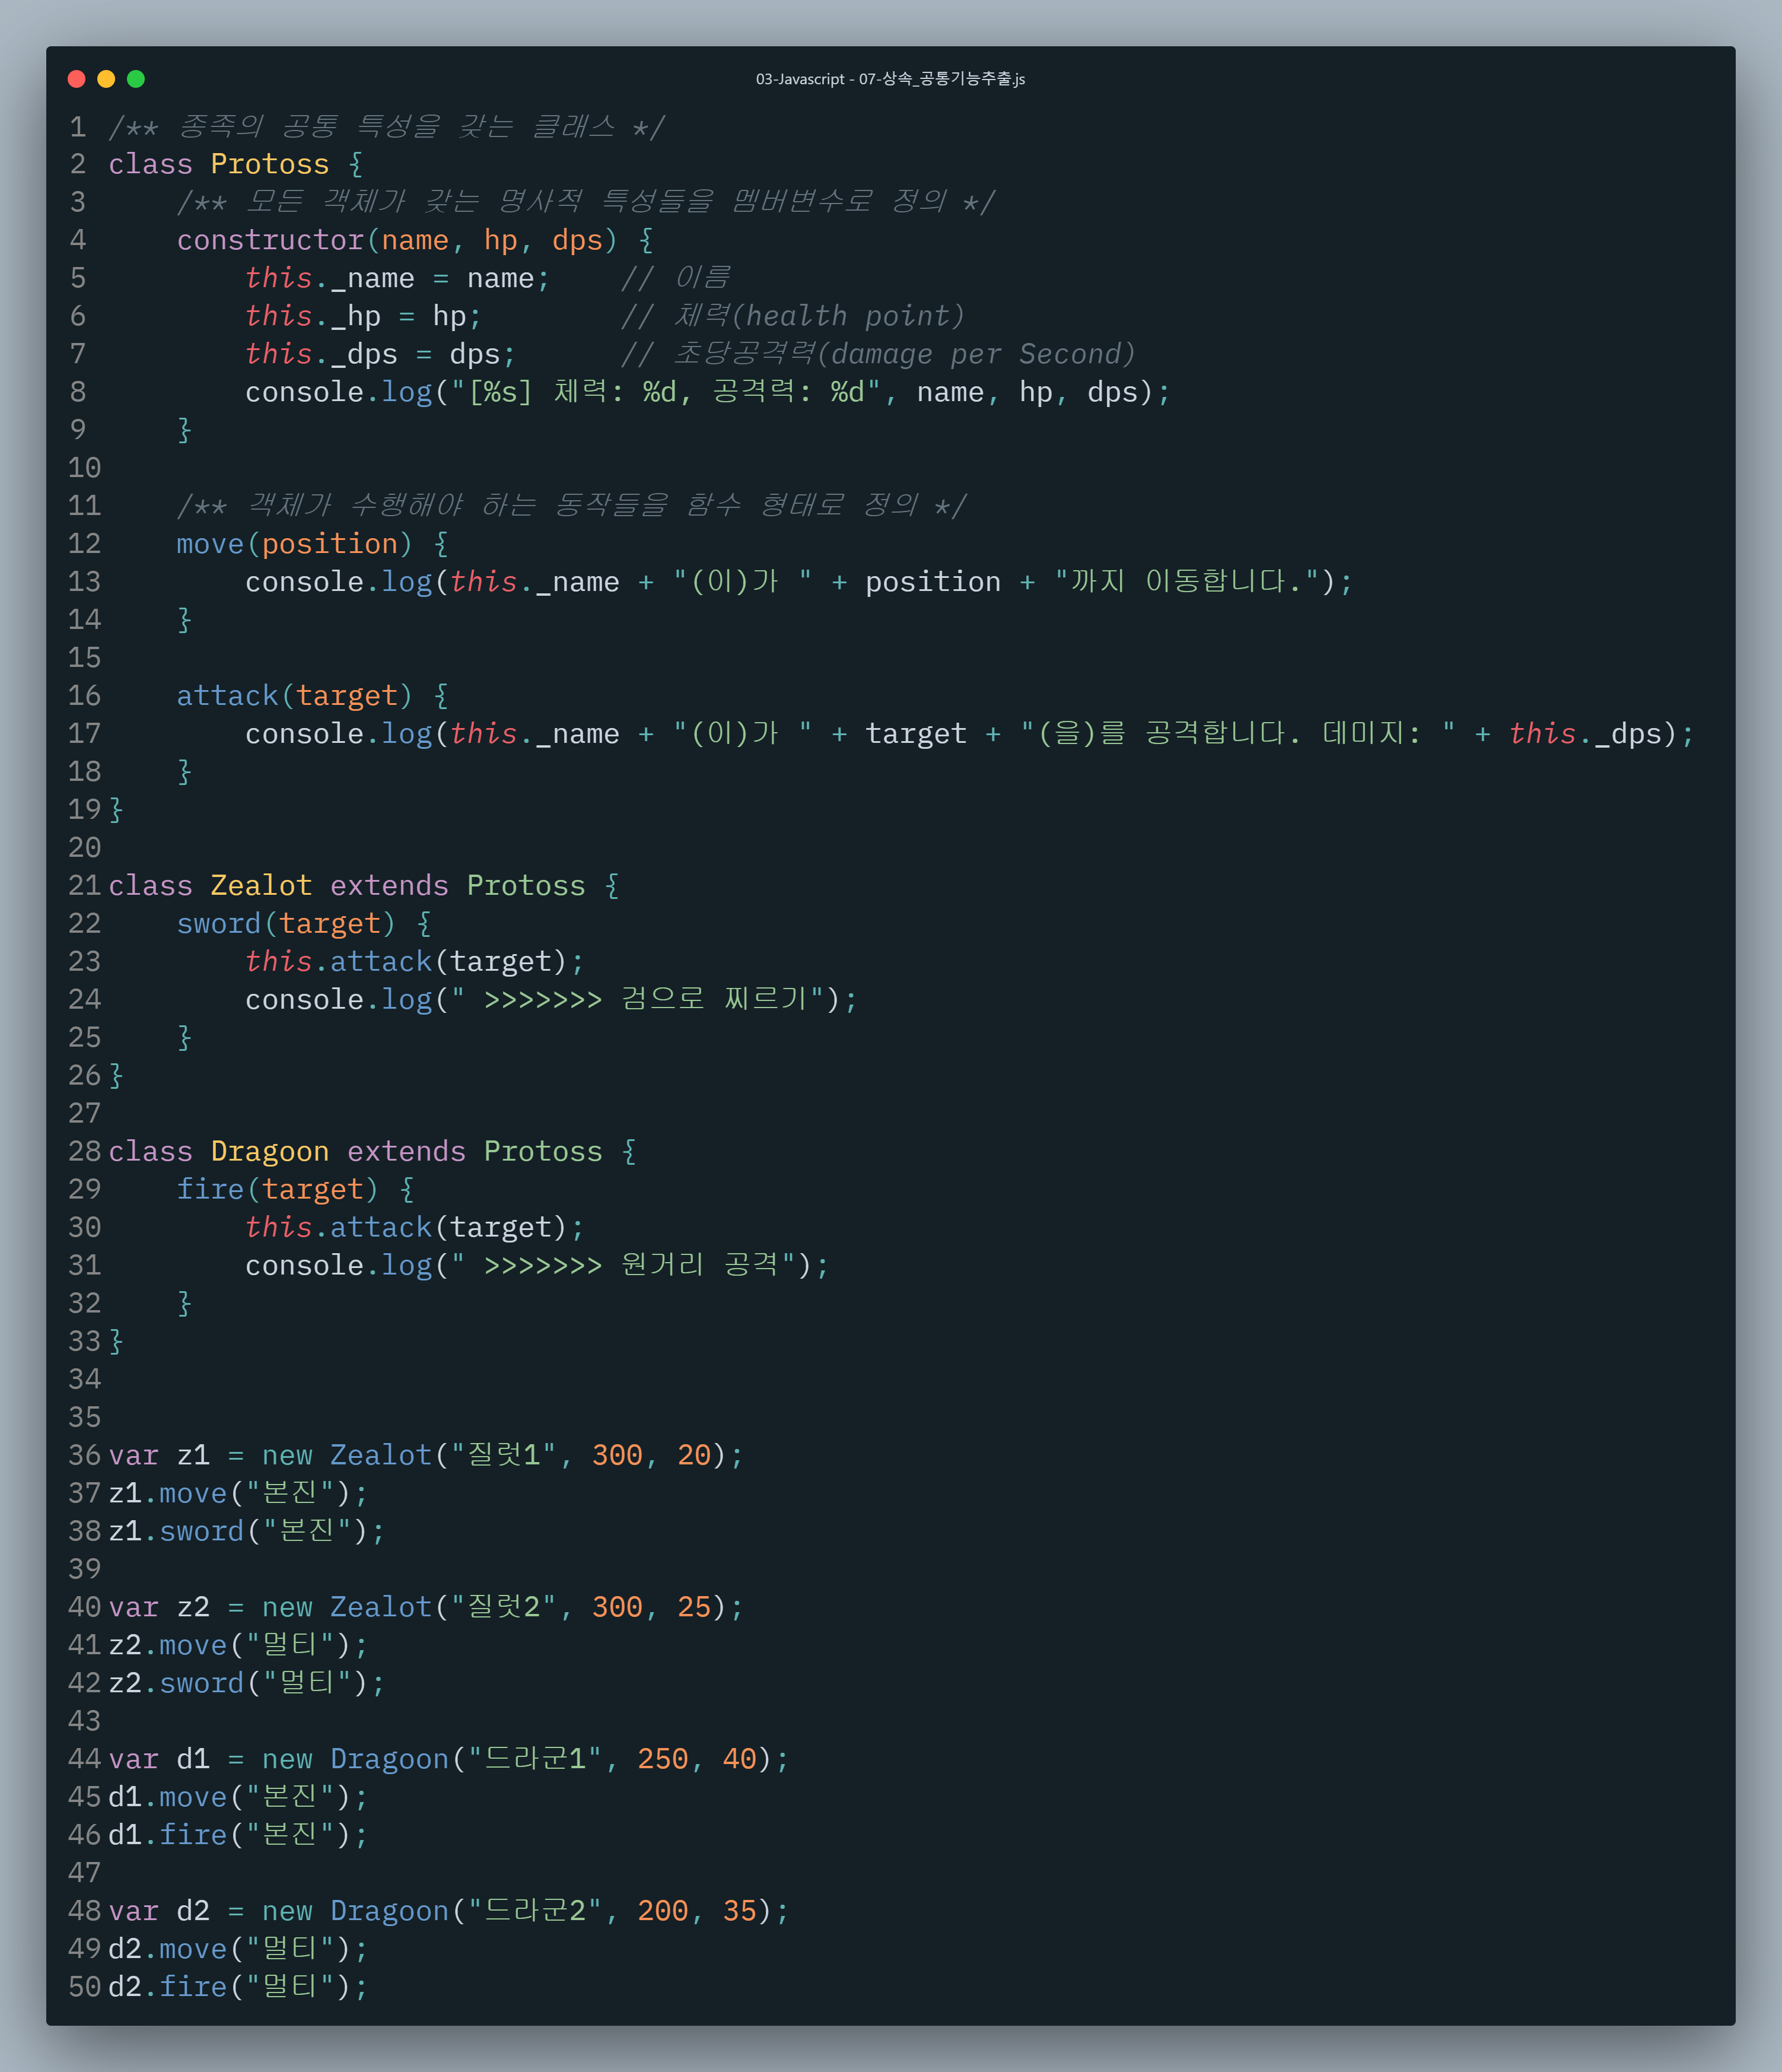 03-Javascript - 07-상속_공통기능추출.js
1 /** 종족의 공통 특성을 갖는 클래스 */
2 class Protoss {
3     /** 모든 객체가 갖는 명사적 특성들을 멤버변수로 정의 */
4     constructor(name, hp, dps) {
5         this._name = name;    // 이름
6         this._hp = hp;        // 체력(health point)
7         this._dps = dps;      // 초당공격력(damage per Second)
8         console.log("[%s] 체력: %d, 공격력: %d", name, hp, dps);
9     }
10
11     /** 객체가 수행해야 하는 동작들을 함수 형태로 정의 */
12     move(position) {
13         console.log(this._name + "(이)가 " + position + "까지 이동합니다.");
14     }
15
16     attack(target) {
17         console.log(this._name + "(이)가 " + target + "(을)를 공격합니다. 데미지: " + this._dps);
18     }
19 }
20
21 class Zealot extends Protoss {
22     sword(target) {
23         this.attack(target);
24         console.log(" >>>>>>> 검으로 찌르기");
25     }
26 }
27
28 class Dragoon extends Protoss {
29     fire(target) {
30         this.attack(target);
31         console.log(" >>>>>>> 원거리 공격");
32     }
33 }
34
35
36 var z1 = new Zealot("질럿1", 300, 20);
37 z1.move("본진");
38 z1.sword("본진");
39
40 var z2 = new Zealot("질럿2", 300, 25);
41 z2.move("멀티");
42 z2.sword("멀티");
43
44 var d1 = new Dragoon("드라군1", 250, 40);
45 d1.move("본진");
46 d1.fire("본진");
47
48 var d2 = new Dragoon("드라군2", 200, 35);
49 d2.move("멀티");
50 d2.fire("멀티");